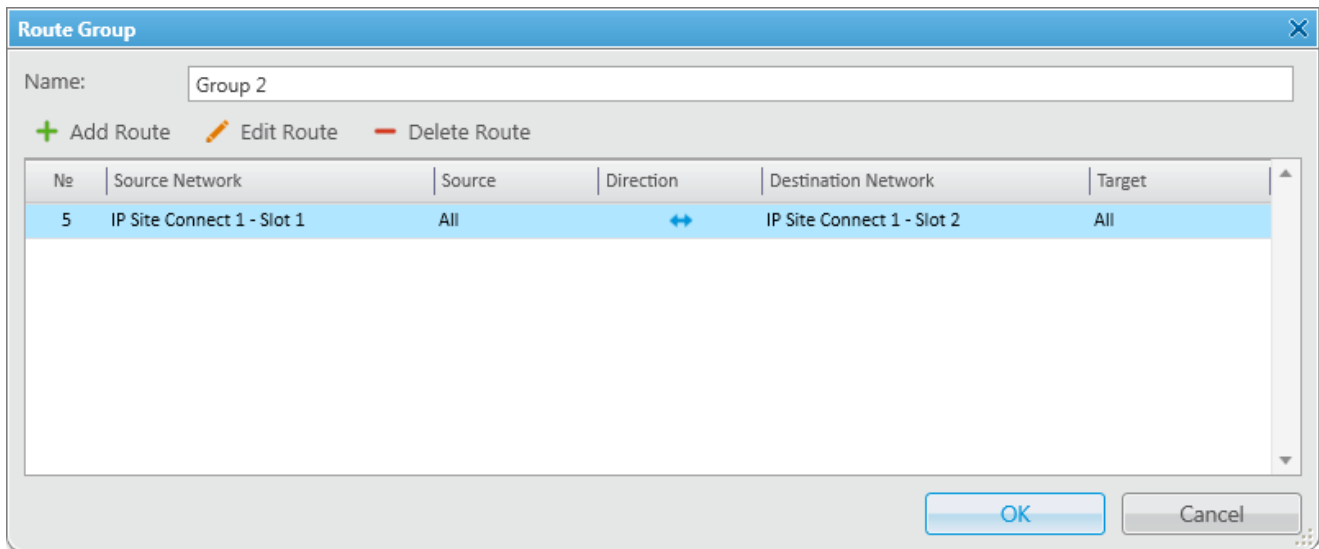 Route Group
Name: Group 2
Add Route Edit Route Delete Route
№ Source Network Source Direction Destination Network Target
5 IP Site Connect 1 - Slot 1 All IP Site Connect 1 - Slot 2 All
OK Cancel